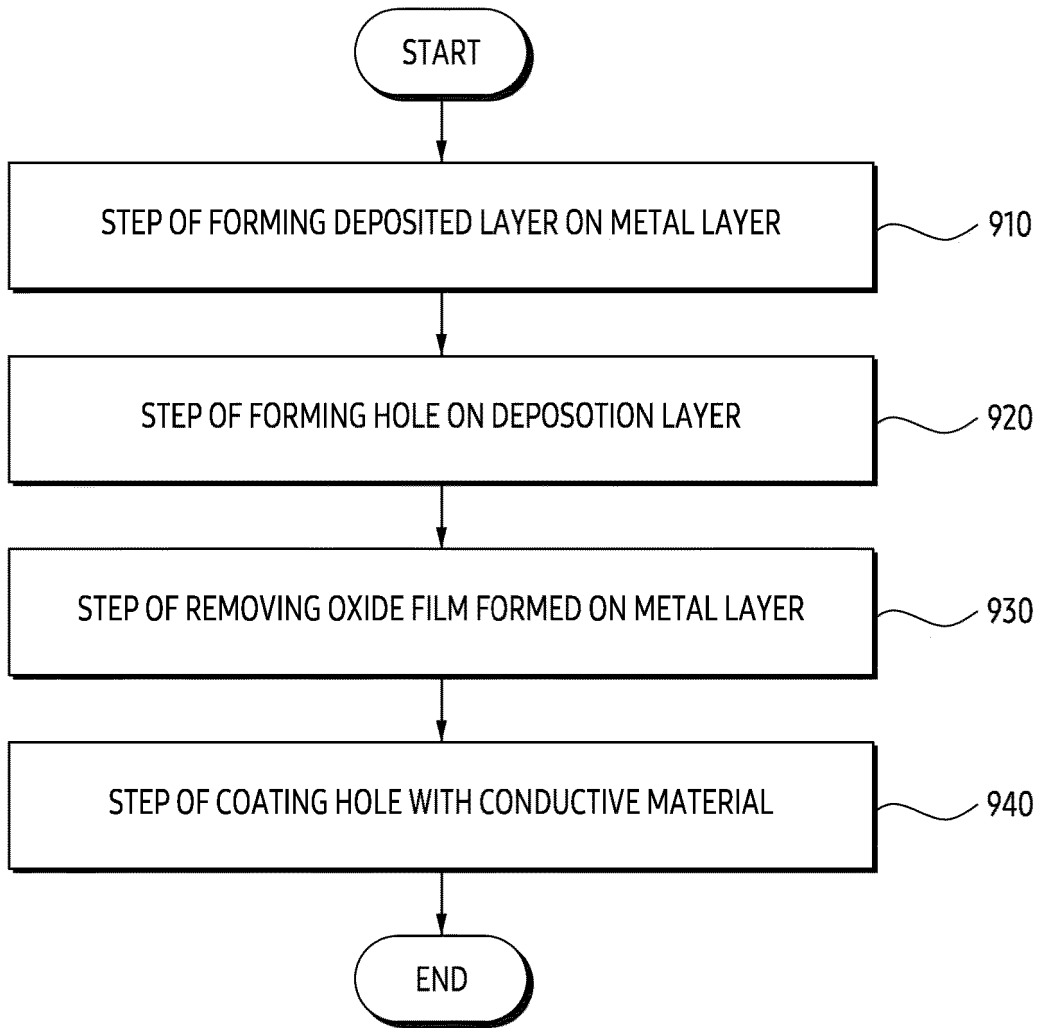 START
STEP OF FORMING DEPOSITED LAYER ON METAL LAYER
910
STEP OF FORMING HOLE ON DEPOSOTION LAYER
920
STEP OF REMOVING OXIDE FILM FORMED ON METAL LAYER
930
STEP OF COATING HOLE WITH CONDUCTIVE MATERIAL
940
END